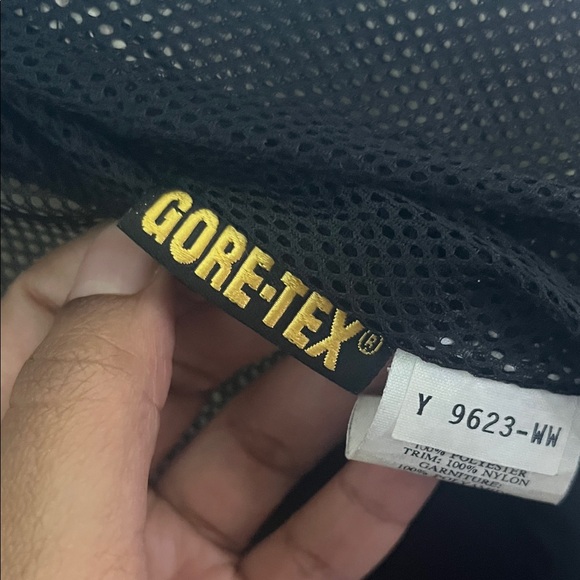 GORE-TEX®
Y 9623-WW
100% POLYESTER
TRIM: 100% NYLON
GARNITURE: